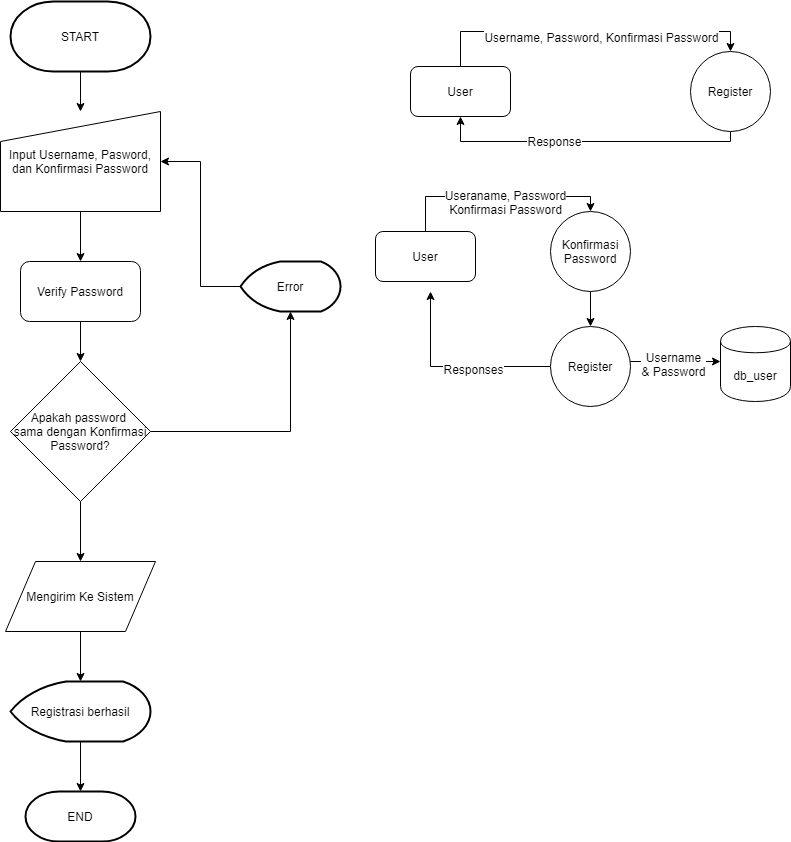 START
Input Username, Pasword,
dan Konfirmasi Password
Verify Password
Error
Apakah password
sama dengan Konfirmasi
Password?
Mengirim Ke Sistem
Registrasi berhasil
END
Username, Password, Konfirmasi Password
User
Register
Response
Useraname, Password
Konfirmasi Password
User
Konfirmasi
Password
Responses
Register
Username
& Password
db_user